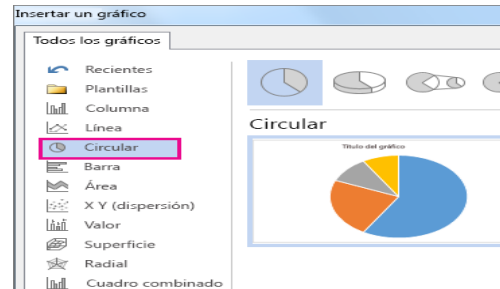 Insertar un gráfico
Todos los gráficos
Recientes
Plantillas
Columna
Línea
Circular
Barra
Área
X Y (dispersión)
Valor
Superficie
Radial
Cuadro combinado
Circular
Título del gráfico